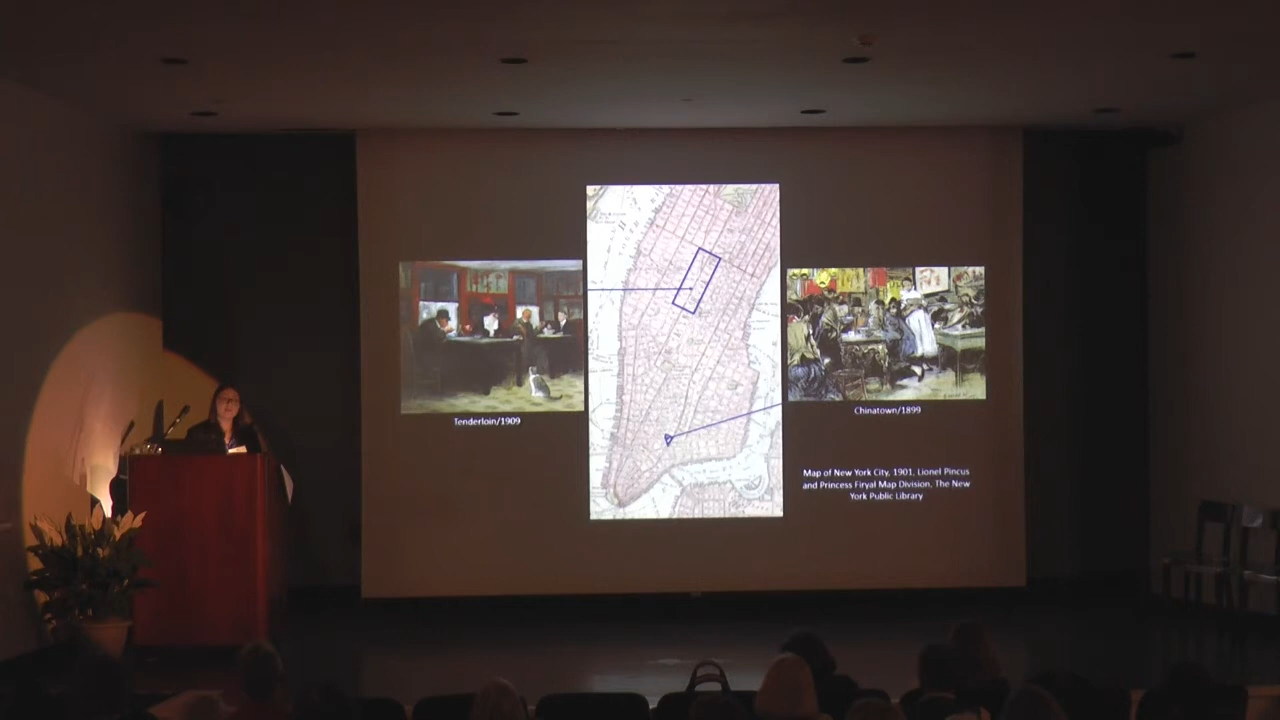 Tenderloin/1909
Chinatown/1899
Map of New York City, 1901, Lionel Pincus
and Princess Firyal Map Division, The New
York Public Library